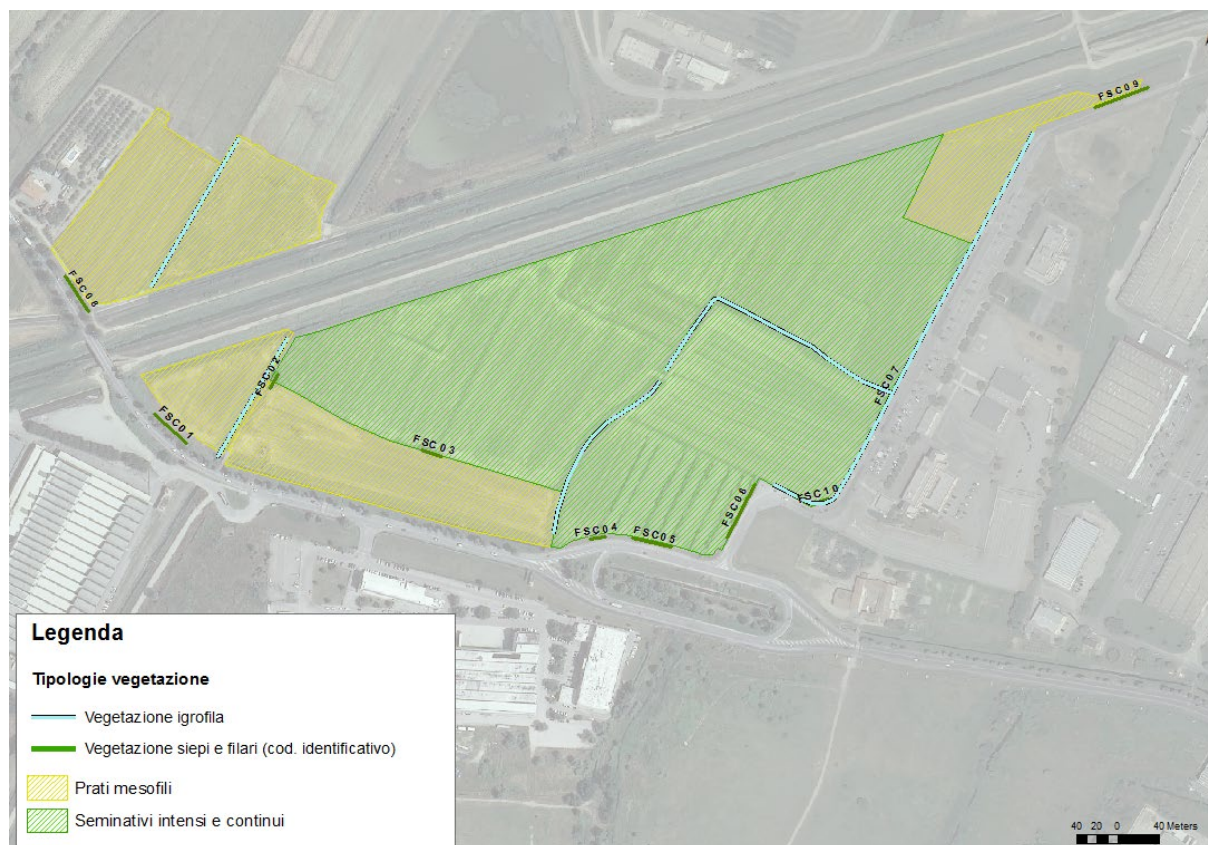 FSC09
FSC08
FSC02
FSC07
FSC01
FSC03
FSC10
FSC06
FSC04
FSC05
Legenda
Tipologie vegetazione
Vegetazione igrofila
Vegetazione siepi e filari (cod. identificativo)
Prati mesofili
Seminativi intensi e continui
40 20 0 40 Meters